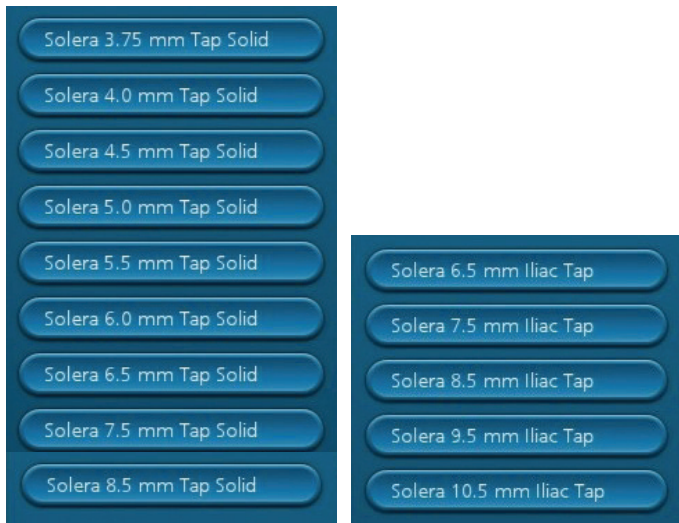 Solera 3.75 mm Tap Solid
Solera 4.0 mm Tap Solid
Solera 4.5 mm Tap Solid
Solera 5.0 mm Tap Solid
Solera 5.5 mm Tap Solid
Solera 6.0 mm Tap Solid
Solera 6.5 mm Tap Solid
Solera 7.5 mm Tap Solid
Solera 8.5 mm Tap Solid
Solera 6.5 mm Iliac Tap
Solera 7.5 mm Iliac Tap
Solera 8.5 mm Iliac Tap
Solera 9.5 mm Iliac Tap
Solera 10.5 mm Iliac Tap